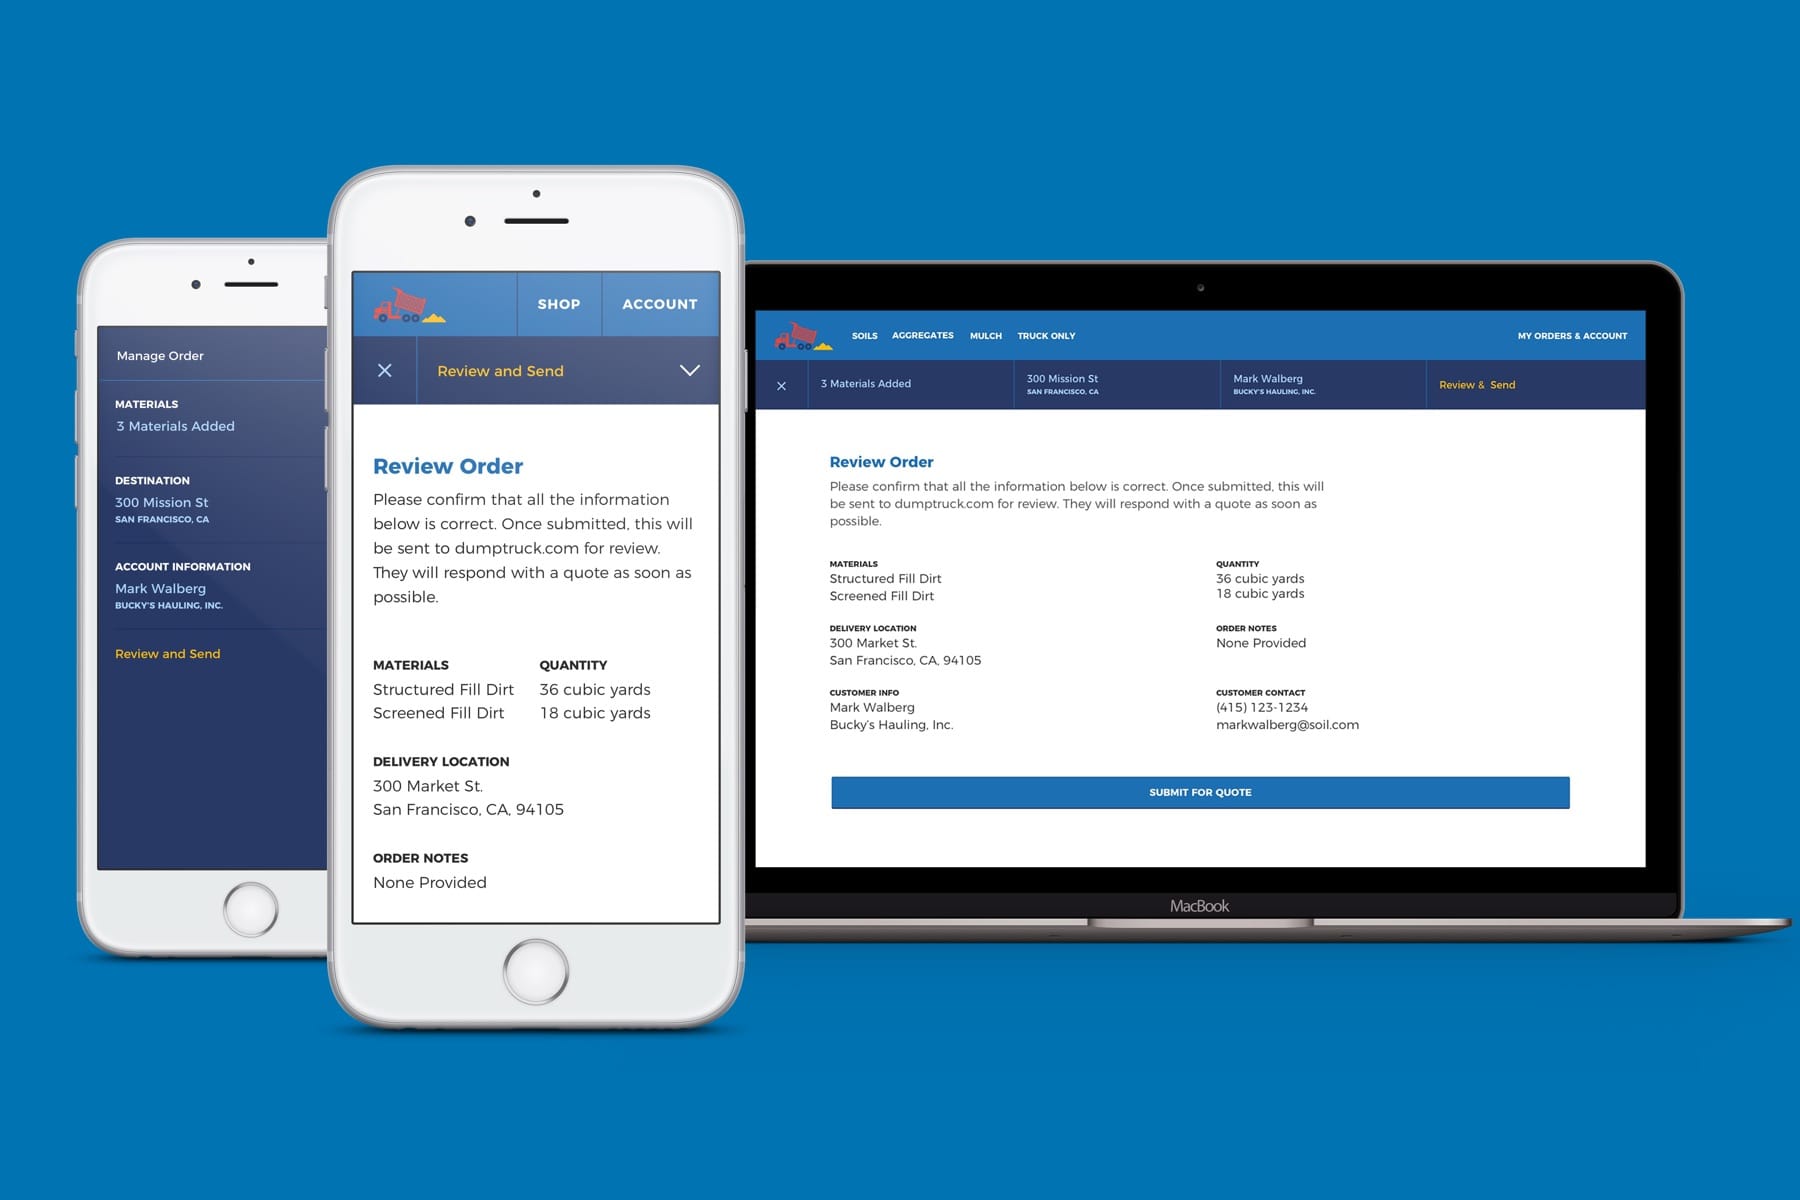 Manage Order
MATERIALS
3 Materials Added
DESTINATION
300 Mission St
SAN FRANCISCO, CA
ACCOUNT INFORMATION
Mark Walberg
BUCKY'S HAULING, INC.
Review and Send
SHOP ACCOUNT
Review and Send
Review Order
Please confirm that all the information
below is correct. Once submitted, this will
be sent to dumptruck.com for review.
They will respond with a quote as soon as
possible.
MATERIALS QUANTITY
Structured Fill Dirt 36 cubic yards
Screened Fill Dirt 18 cubic yards
DELIVERY LOCATION
300 Market St.
San Francisco, CA, 94105
ORDER NOTES
None Provided
SOILS AGGREGATES MULCH TRUCK ONLY MY ORDERS & ACCOUNT
3 Materials Added
300 Mission St
SAN FRANCISCO, CA
Mark Walberg
BUCKY'S HAULING, INC.
Review & Send
Review Order
Please confirm that all the information below is correct. Once submitted, this will
be sent to dumptruck.com for review. They will respond with a quote as soon as
possible.
MATERIALS QUANTITY
Structured Fill Dirt 36 cubic yards
Screened Fill Dirt 18 cubic yards
DELIVERY LOCATION ORDER NOTES
300 Market St. None Provided
San Francisco, CA, 94105
CUSTOMER INFO CUSTOMER CONTACT
Mark Walberg (415) 123-1234
Bucky's Hauling, Inc. markwalberg@soil.com
SUBMIT FOR QUOTE
MacBook